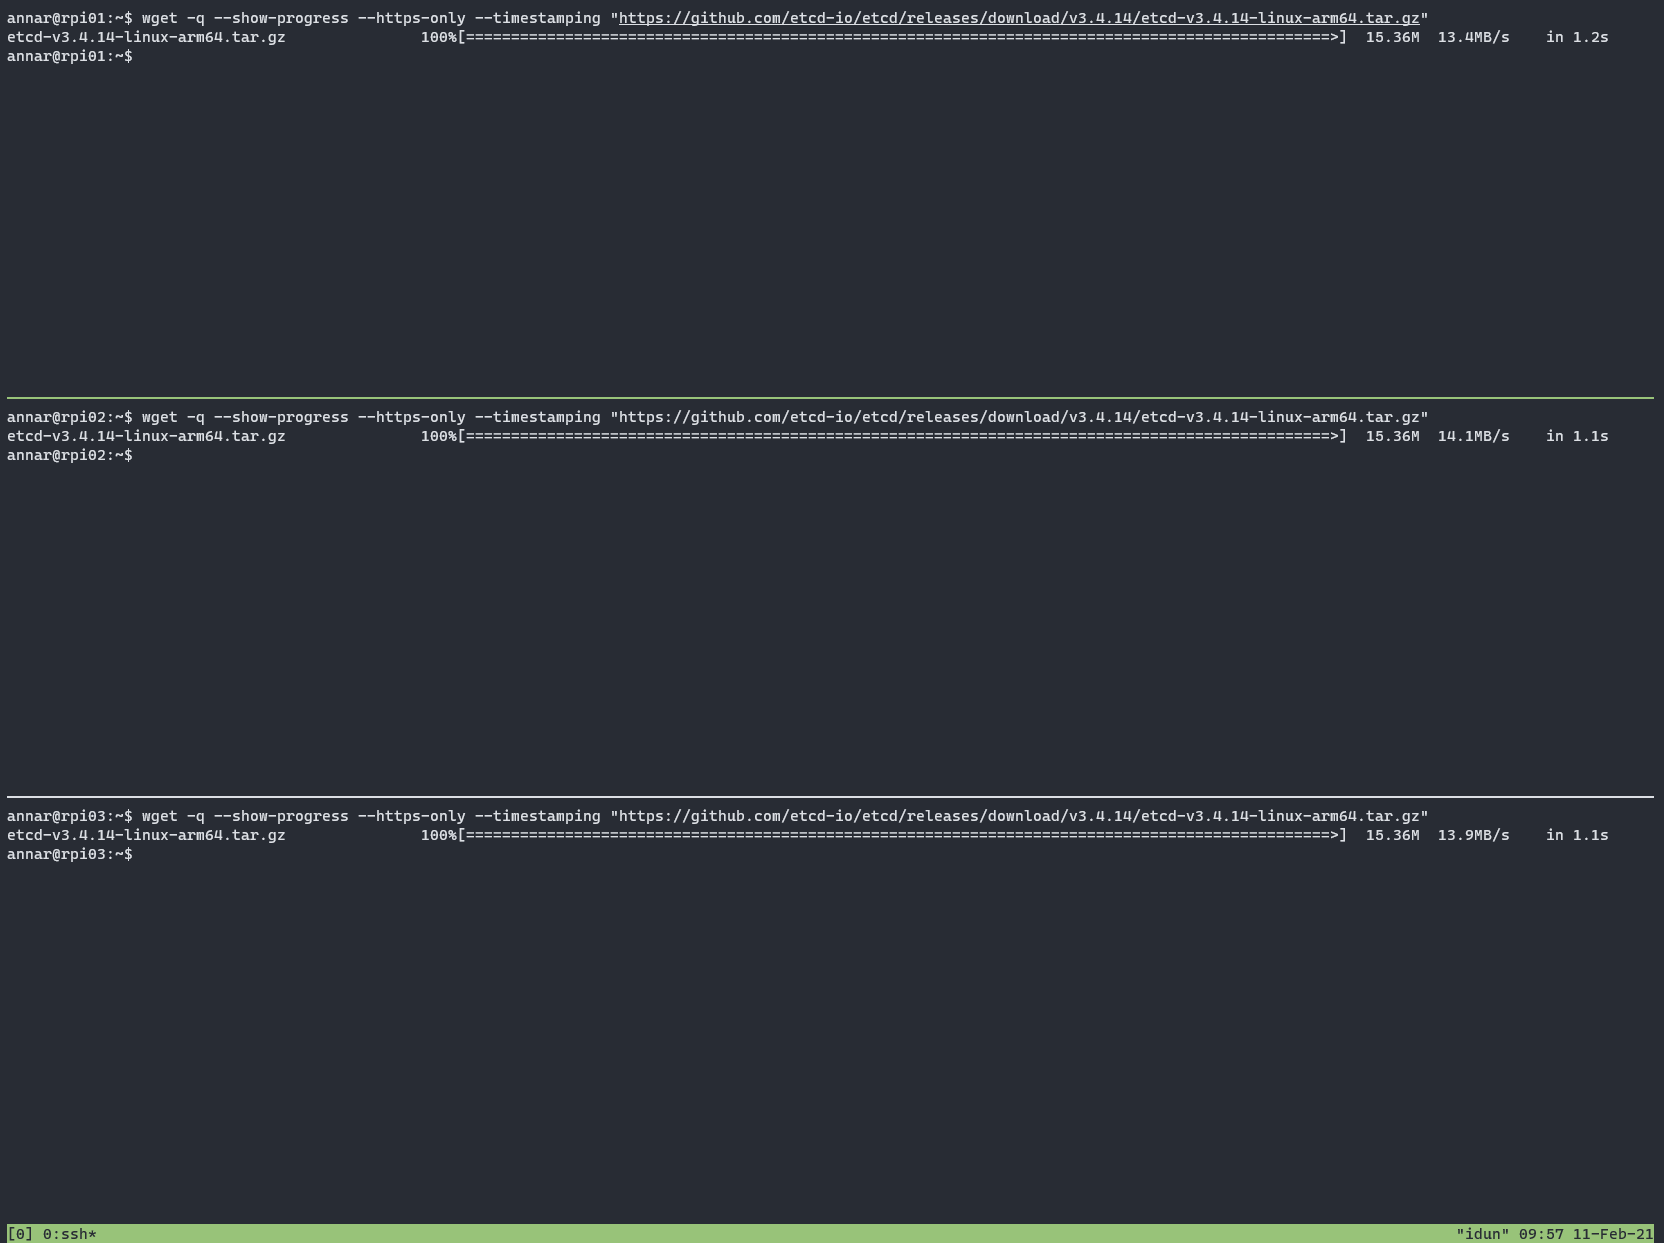 annar@rpi01:~$ wget -q --show-progress --https-only --timestamping "https://github.com/etcd-io/etcd/releases/download/v3.4.14/etcd-v3.4.14-linux-arm64.tar.gz"
etcd-v3.4.14-linux-arm64.tar.gz               100%[================================================================================================>]  15.36M  13.4MB/s    in 1.2s
annar@rpi01:~$
annar@rpi02:~$ wget -q --show-progress --https-only --timestamping "https://github.com/etcd-io/etcd/releases/download/v3.4.14/etcd-v3.4.14-linux-arm64.tar.gz"
etcd-v3.4.14-linux-arm64.tar.gz               100%[================================================================================================>]  15.36M  14.1MB/s    in 1.1s
annar@rpi02:~$
annar@rpi03:~$ wget -q --show-progress --https-only --timestamping "https://github.com/etcd-io/etcd/releases/download/v3.4.14/etcd-v3.4.14-linux-arm64.tar.gz"
etcd-v3.4.14-linux-arm64.tar.gz               100%[================================================================================================>]  15.36M  13.9MB/s    in 1.1s
annar@rpi03:~$
[0] 0:ssh* "idun" 09:57 11-Feb-21